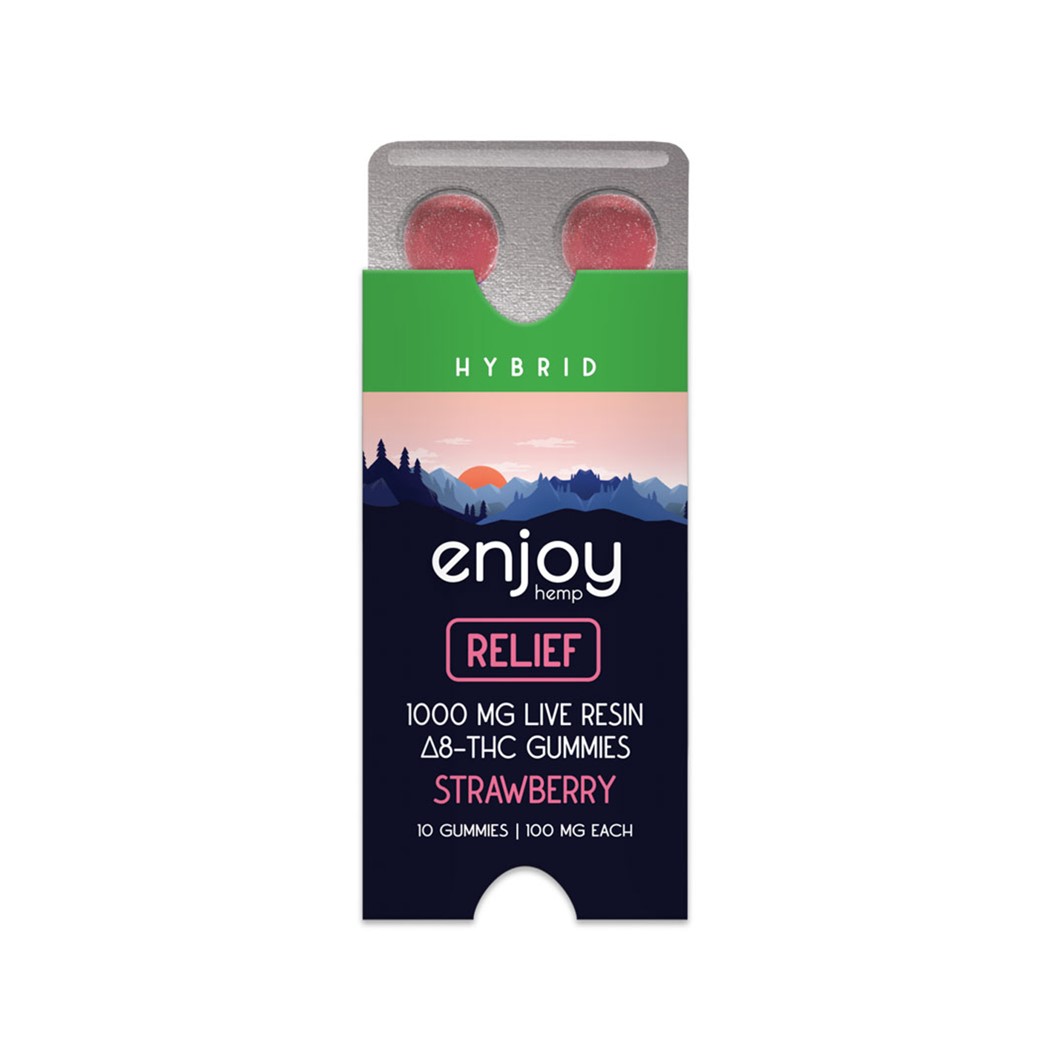 HYBRID
enjoy
hemp
RELIEF
1000 MG LIVE RESIN
Δ8-THC GUMMIES
STRAWBERRY
10 GUMMIES | 100 MG EACH